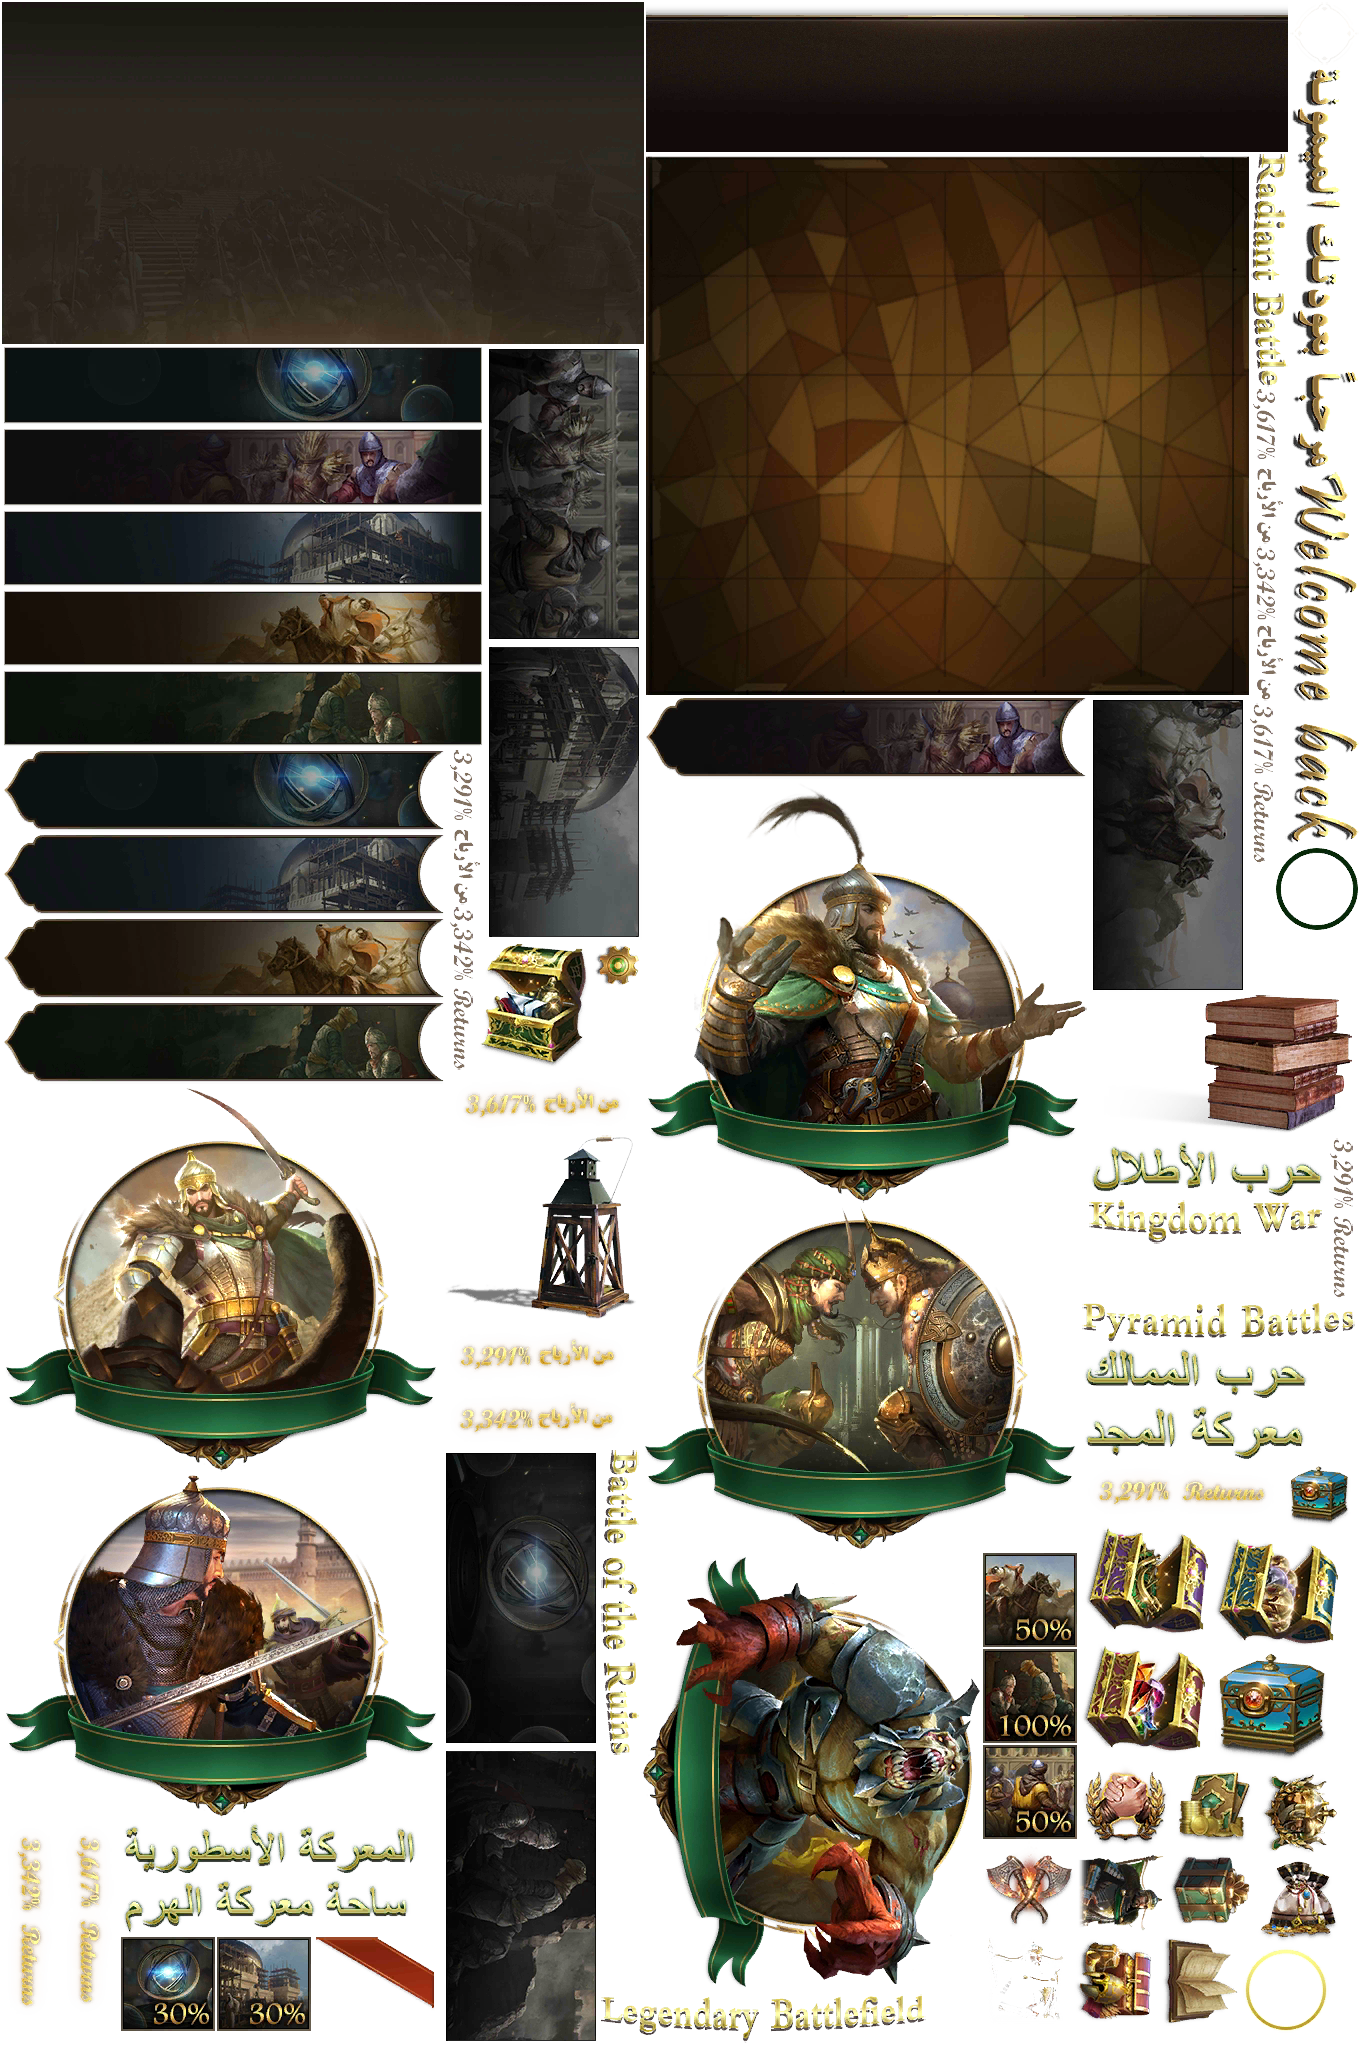 مرحباً بعودتك الميمونة
Welcome back
Radiant Battle
3,617% من الأرباح
3,342% من الأرباح
3,617% Returns
3,291% من الأرباح
3,342% Returns
3,617% من الأرباح
حرب الأطلال
Kingdom War
3,291% Returns
Pyramid Battles
حرب الممالك
معركة المجد
3,291% من الأرباح
3,342% من الأرباح
3,291% Returns
Battle of the Ruins
50%
100%
50%
المعركة الأسطورية
ساحة معركة الهرم
3,617% Returns
3,342% Returns
30%
30%
Legendary Battlefield